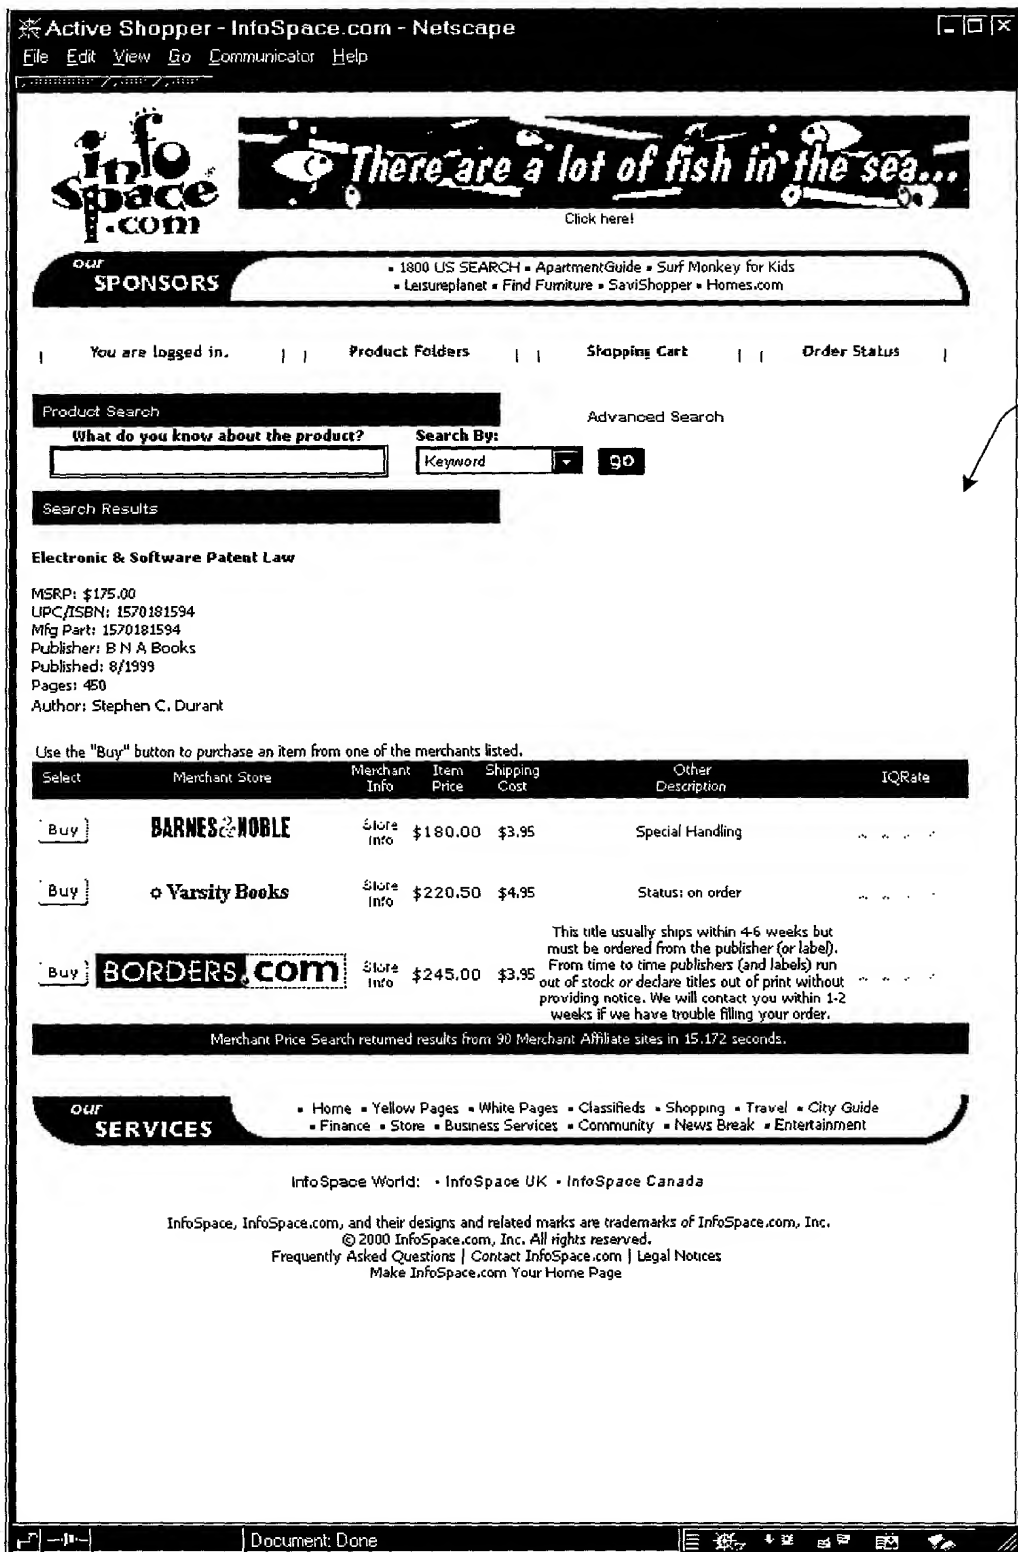 Active Shopper - InfoSpace.com - Netscape
File Edit View Go Communicator Help
info space .com
There are a lot of fish in the sea...
Click here!
our SPONSORS
▪ 1800 US SEARCH ▪ ApartmentGuide ▪ Surf Monkey for Kids
▪ Leisureplanet ▪ Find Furniture ▪ SaviShopper ▪ Homes.com
| You are logged in. | | Product Folders | | Shopping Cart | | Order Status |
Product Search
Advanced Search
What do you know about the product? Search By:
Keyword go
Search Results
Electronic & Software Patent Law
MSRP: $175.00
UPC/ISBN: 1570181594
Mfg Part: 1570181594
Publisher: B N A Books
Published: 8/1999
Pages: 450
Author: Stephen C. Durant
Use the "Buy" button to purchase an item from one of the merchants listed.
Select Merchant Store Merchant Info Item Price Shipping Cost Other Description IQRate
Buy BARNES&NOBLE Store Info $180.00 $3.95 Special Handling
Buy Varsity Books Store Info $220.50 $4.95 Status: on order
Buy BORDERS.com Store Info $245.00 $3.95
This title usually ships within 4-6 weeks but
must be ordered from the publisher (or label).
From time to time publishers (and labels) run
out of stock or declare titles out of print without
providing notice. We will contact you within 1-2
weeks if we have trouble filling your order.
Merchant Price Search returned results from 90 Merchant Affiliate sites in 15.172 seconds.
our SERVICES
▪ Home ▪ Yellow Pages ▪ White Pages ▪ Classifieds ▪ Shopping ▪ Travel ▪ City Guide
▪ Finance ▪ Store ▪ Business Services ▪ Community ▪ News Break ▪ Entertainment
InfoSpace World: • InfoSpace UK • InfoSpace Canada
InfoSpace, InfoSpace.com, and their designs and related marks are trademarks of InfoSpace.com, Inc.
© 2000 InfoSpace.com, Inc. All rights reserved.
Frequently Asked Questions | Contact InfoSpace.com | Legal Notices
Make InfoSpace.com Your Home Page
Document: Done